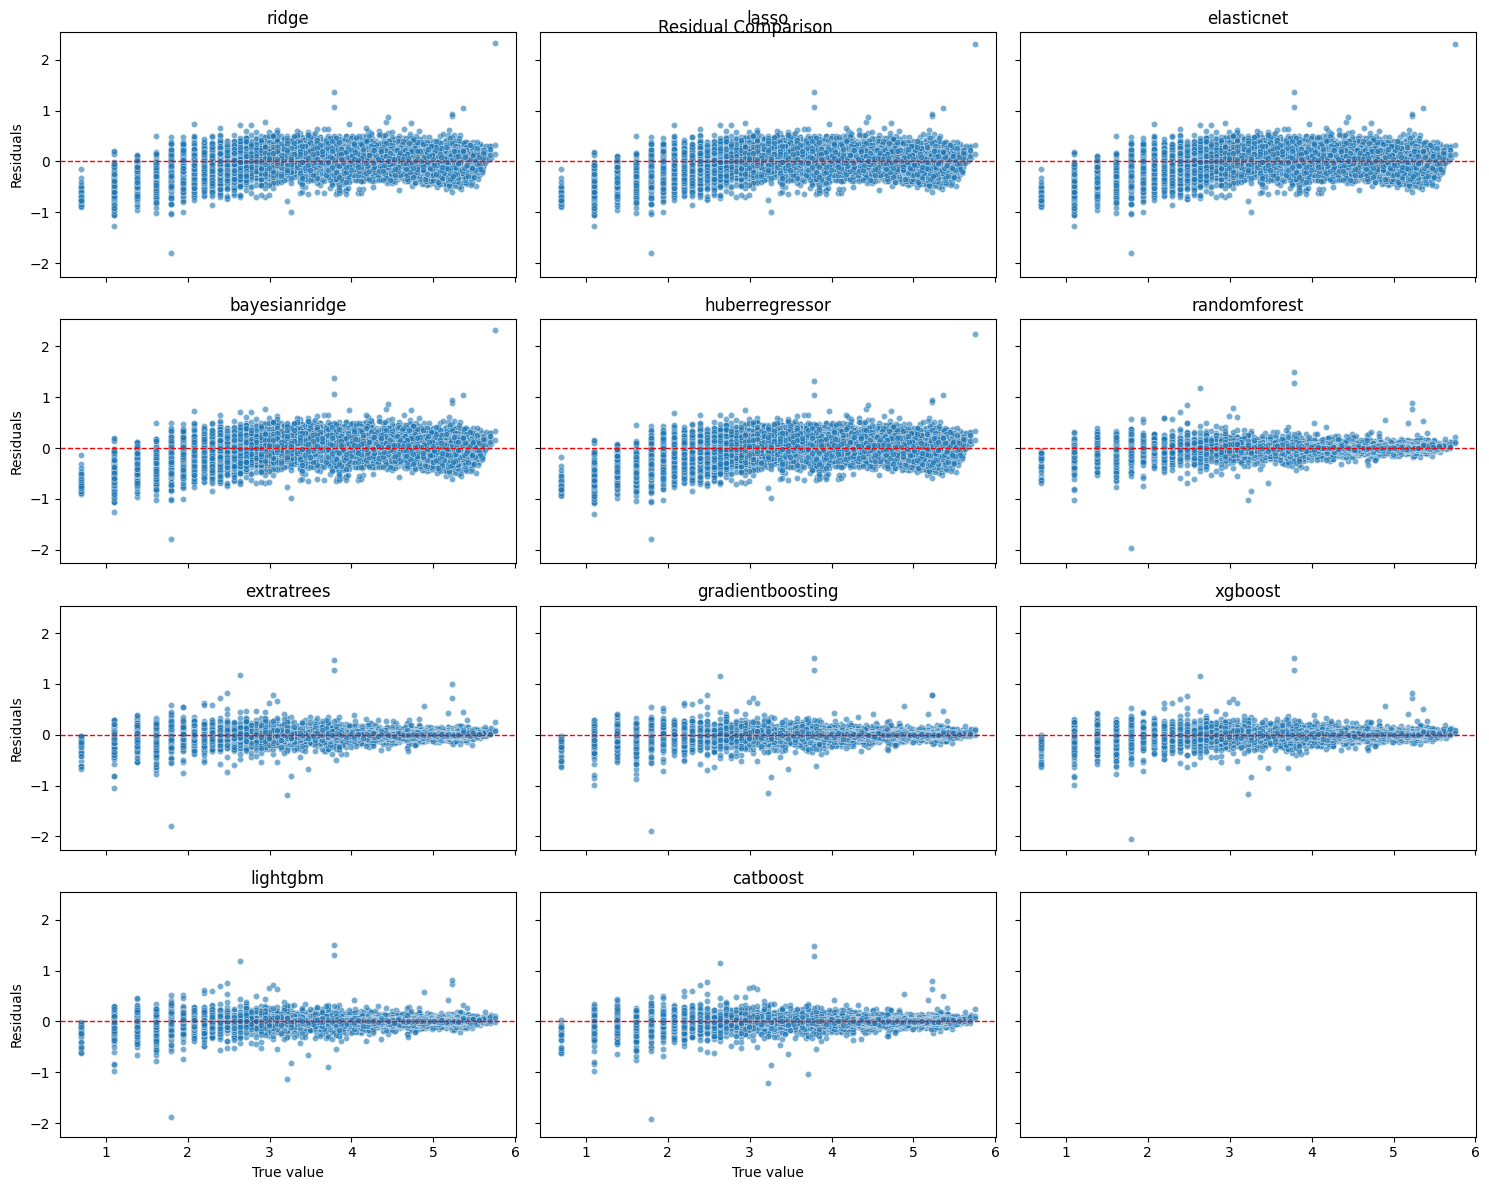 Residual Comparison
ridge
lasso
elasticnet
Residuals
2
1
0
−1
−2
bayesianridge
huberregressor
randomforest
Residuals
2
1
0
−1
−2
extratrees
gradientboosting
xgboost
Residuals
2
1
0
−1
−2
lightgbm
catboost
Residuals
2
1
0
−1
−2
1 2 3 4 5 6
1 2 3 4 5 6
1 2 3 4 5 6
True value
True value